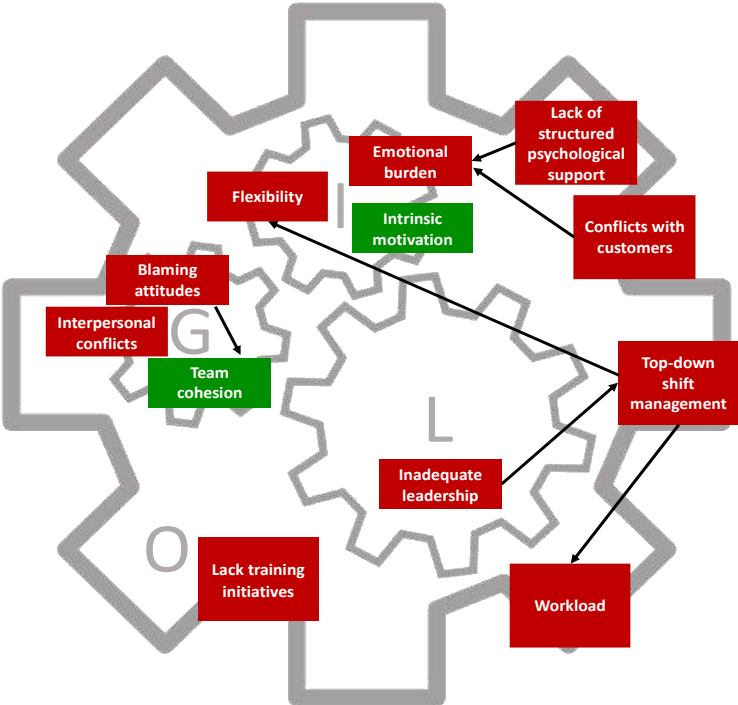 Lack of
structured
psychological
support
Emotional
burden
Flexibility
I
Intrinsic
motivation
Conflicts with
customers
Blaming
attitudes
Interpersonal
conflicts
G
Team
cohesion
Top-down
shift
management
L
Inadequate
leadership
O
Lack training
initiatives
Workload